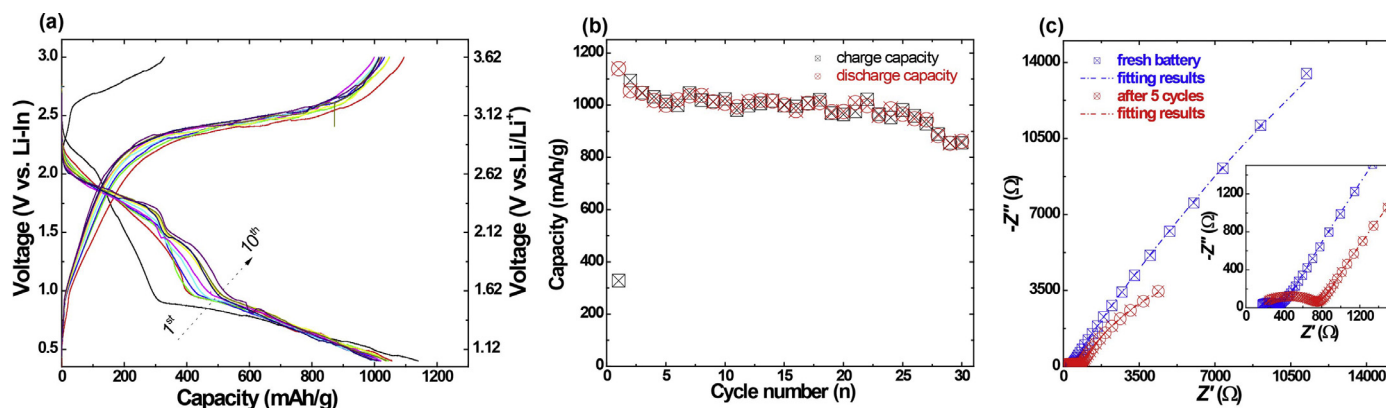 (a)
Voltage (V vs. Li-In)
3.0
2.5
2.0
1.5
1.0
0.5
0 200 400 600 800 1000 1200
Capacity (mAh/g)
3.62
3.12
2.62
2.12
1.62
1.12
Voltage (V vs.Li/Li+)
1st
10th
(b)
Capacity (mAh/g)
1200
1000
800
600
400
200
0
0 5 10 15 20 25 30
Cycle number (n)
charge capacity
discharge capacity
(c)
-Z'' (Ω)
14000
10500
7000
3500
0
0 3500 7000 10500 14000
Z' (Ω)
fresh battery
fitting results
after 5 cycles
fitting results
-Z'' (Ω)
1200
800
400
0
0 400 800 1200
Z' (Ω)